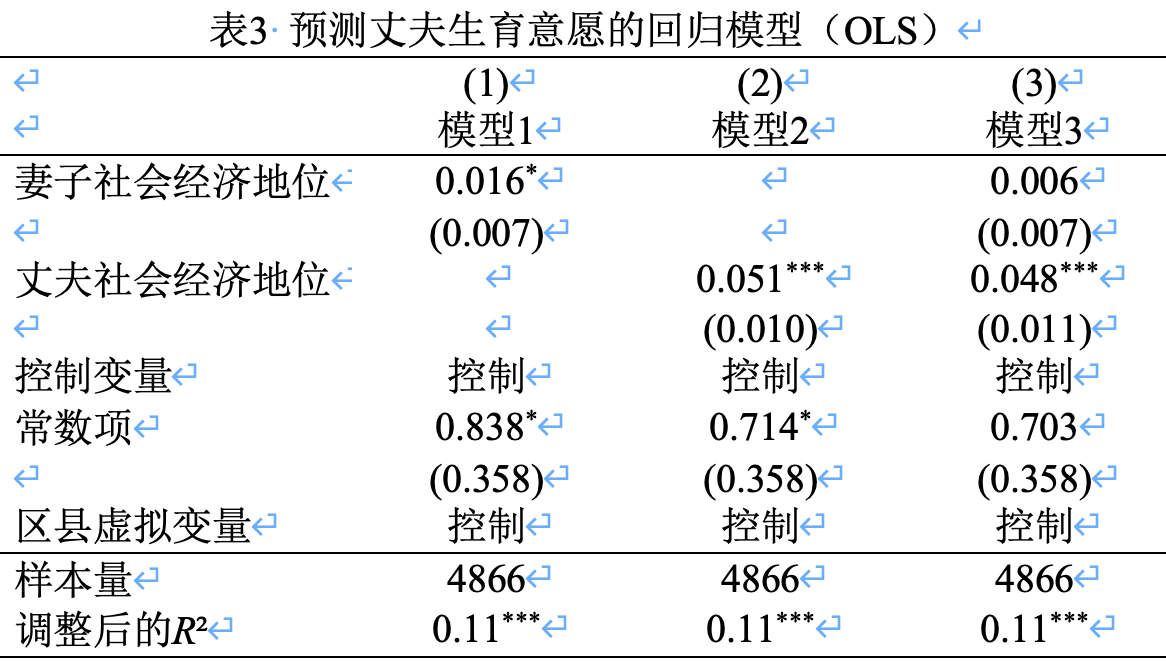 表3 预测丈夫生育意愿的回归模型（OLS）↵
↵ (1)↵ (2)↵ (3)↵
↵ 模型1↵ 模型2↵ 模型3↵
妻子社会经济地位↵ 0.016*↵ ↵ 0.006↵
↵ (0.007)↵ ↵ (0.007)↵
丈夫社会经济地位↵ ↵ 0.051***↵ 0.048***↵
↵ ↵ (0.010)↵ (0.011)↵
控制变量↵ 控制↵ 控制↵ 控制↵
常数项↵ 0.838*↵ 0.714*↵ 0.703↵
↵ (0.358)↵ (0.358)↵ (0.358)↵
区县虚拟变量↵ 控制↵ 控制↵ 控制↵
样本量↵ 4866↵ 4866↵ 4866↵
调整后的R²↵ 0.11***↵ 0.11***↵ 0.11***↵